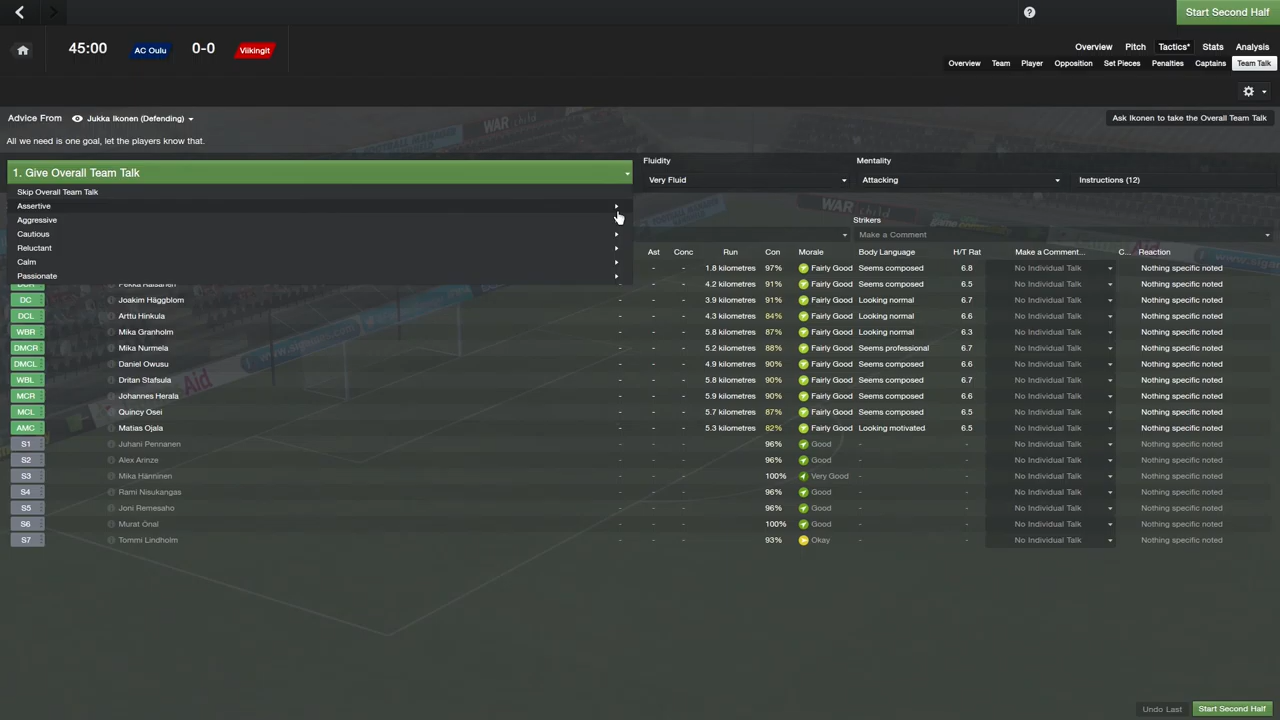 Start Second Half
45:00 AC Oulu 0-0 Viikingit
Overview Pitch Tactics* Stats Analysis
Overview Team Player Opposition Set Pieces Penalties Captains Team Talk
Advice From Jukka Ikonen (Defending)
Ask Ikonen to take the Overall Team Talk
All we need is one goal, let the players know that.
1. Give Overall Team Talk
Fluidity Mentality
Very Fluid Attacking Instructions (12)
Skip Overall Team Talk
Assertive
Aggressive
Cautious
Reluctant
Calm
Passionate
Strikers
Make a Comment
Ast Conc Run Con Morale Body Language H/T Rat Make a Comment... C... Reaction
- - 1.8 kilometres 97% Fairly Good Seems composed 6.8 No Individual Talk Nothing specific noted
- - - 4.2 kilometres 91% Fairly Good Seems composed 6.5 No Individual Talk Nothing specific noted
DC Joakim Häggblom - - - 3.9 kilometres 91% Fairly Good Looking normal 6.7 No Individual Talk Nothing specific noted
DCL Arttu Hinkula - - - 4.3 kilometres 84% Fairly Good Looking normal 6.6 No Individual Talk Nothing specific noted
WBR Mika Granholm - - - 5.8 kilometres 87% Fairly Good Looking normal 6.3 No Individual Talk Nothing specific noted
DMCR Mika Nurmela - - - 5.2 kilometres 88% Fairly Good Seems professional 6.7 No Individual Talk Nothing specific noted
DMCL Daniel Owusu - - - 4.9 kilometres 90% Fairly Good Seems composed 6.6 No Individual Talk Nothing specific noted
WBL Dritan Stafsula - - - 5.8 kilometres 90% Fairly Good Seems composed 6.7 No Individual Talk Nothing specific noted
MCR Johannes Herala - - - 5.9 kilometres 90% Fairly Good Seems composed 6.6 No Individual Talk Nothing specific noted
MCL Quincy Osei - - - 5.7 kilometres 87% Fairly Good Seems composed 6.5 No Individual Talk Nothing specific noted
AMC Matias Ojala - - - 5.3 kilometres 82% Fairly Good Looking motivated 6.5 No Individual Talk Nothing specific noted
S1 Juhani Pennanen - - - - 96% Good - - No Individual Talk Nothing specific noted
S2 Alex Arinze - - - - 96% Good - - No Individual Talk Nothing specific noted
S3 Mika Hänninen - - - - 100% Very Good - - No Individual Talk Nothing specific noted
S4 Rami Nisukangas - - - - 96% Good - - No Individual Talk Nothing specific noted
S5 Joni Remesaho - - - - 96% Good - - No Individual Talk Nothing specific noted
S6 Murat Önal - - - - 100% Good - - No Individual Talk Nothing specific noted
S7 Tommi Lindholm - - - - 93% Okay - - No Individual Talk Nothing specific noted
Undo Last Start Second Half